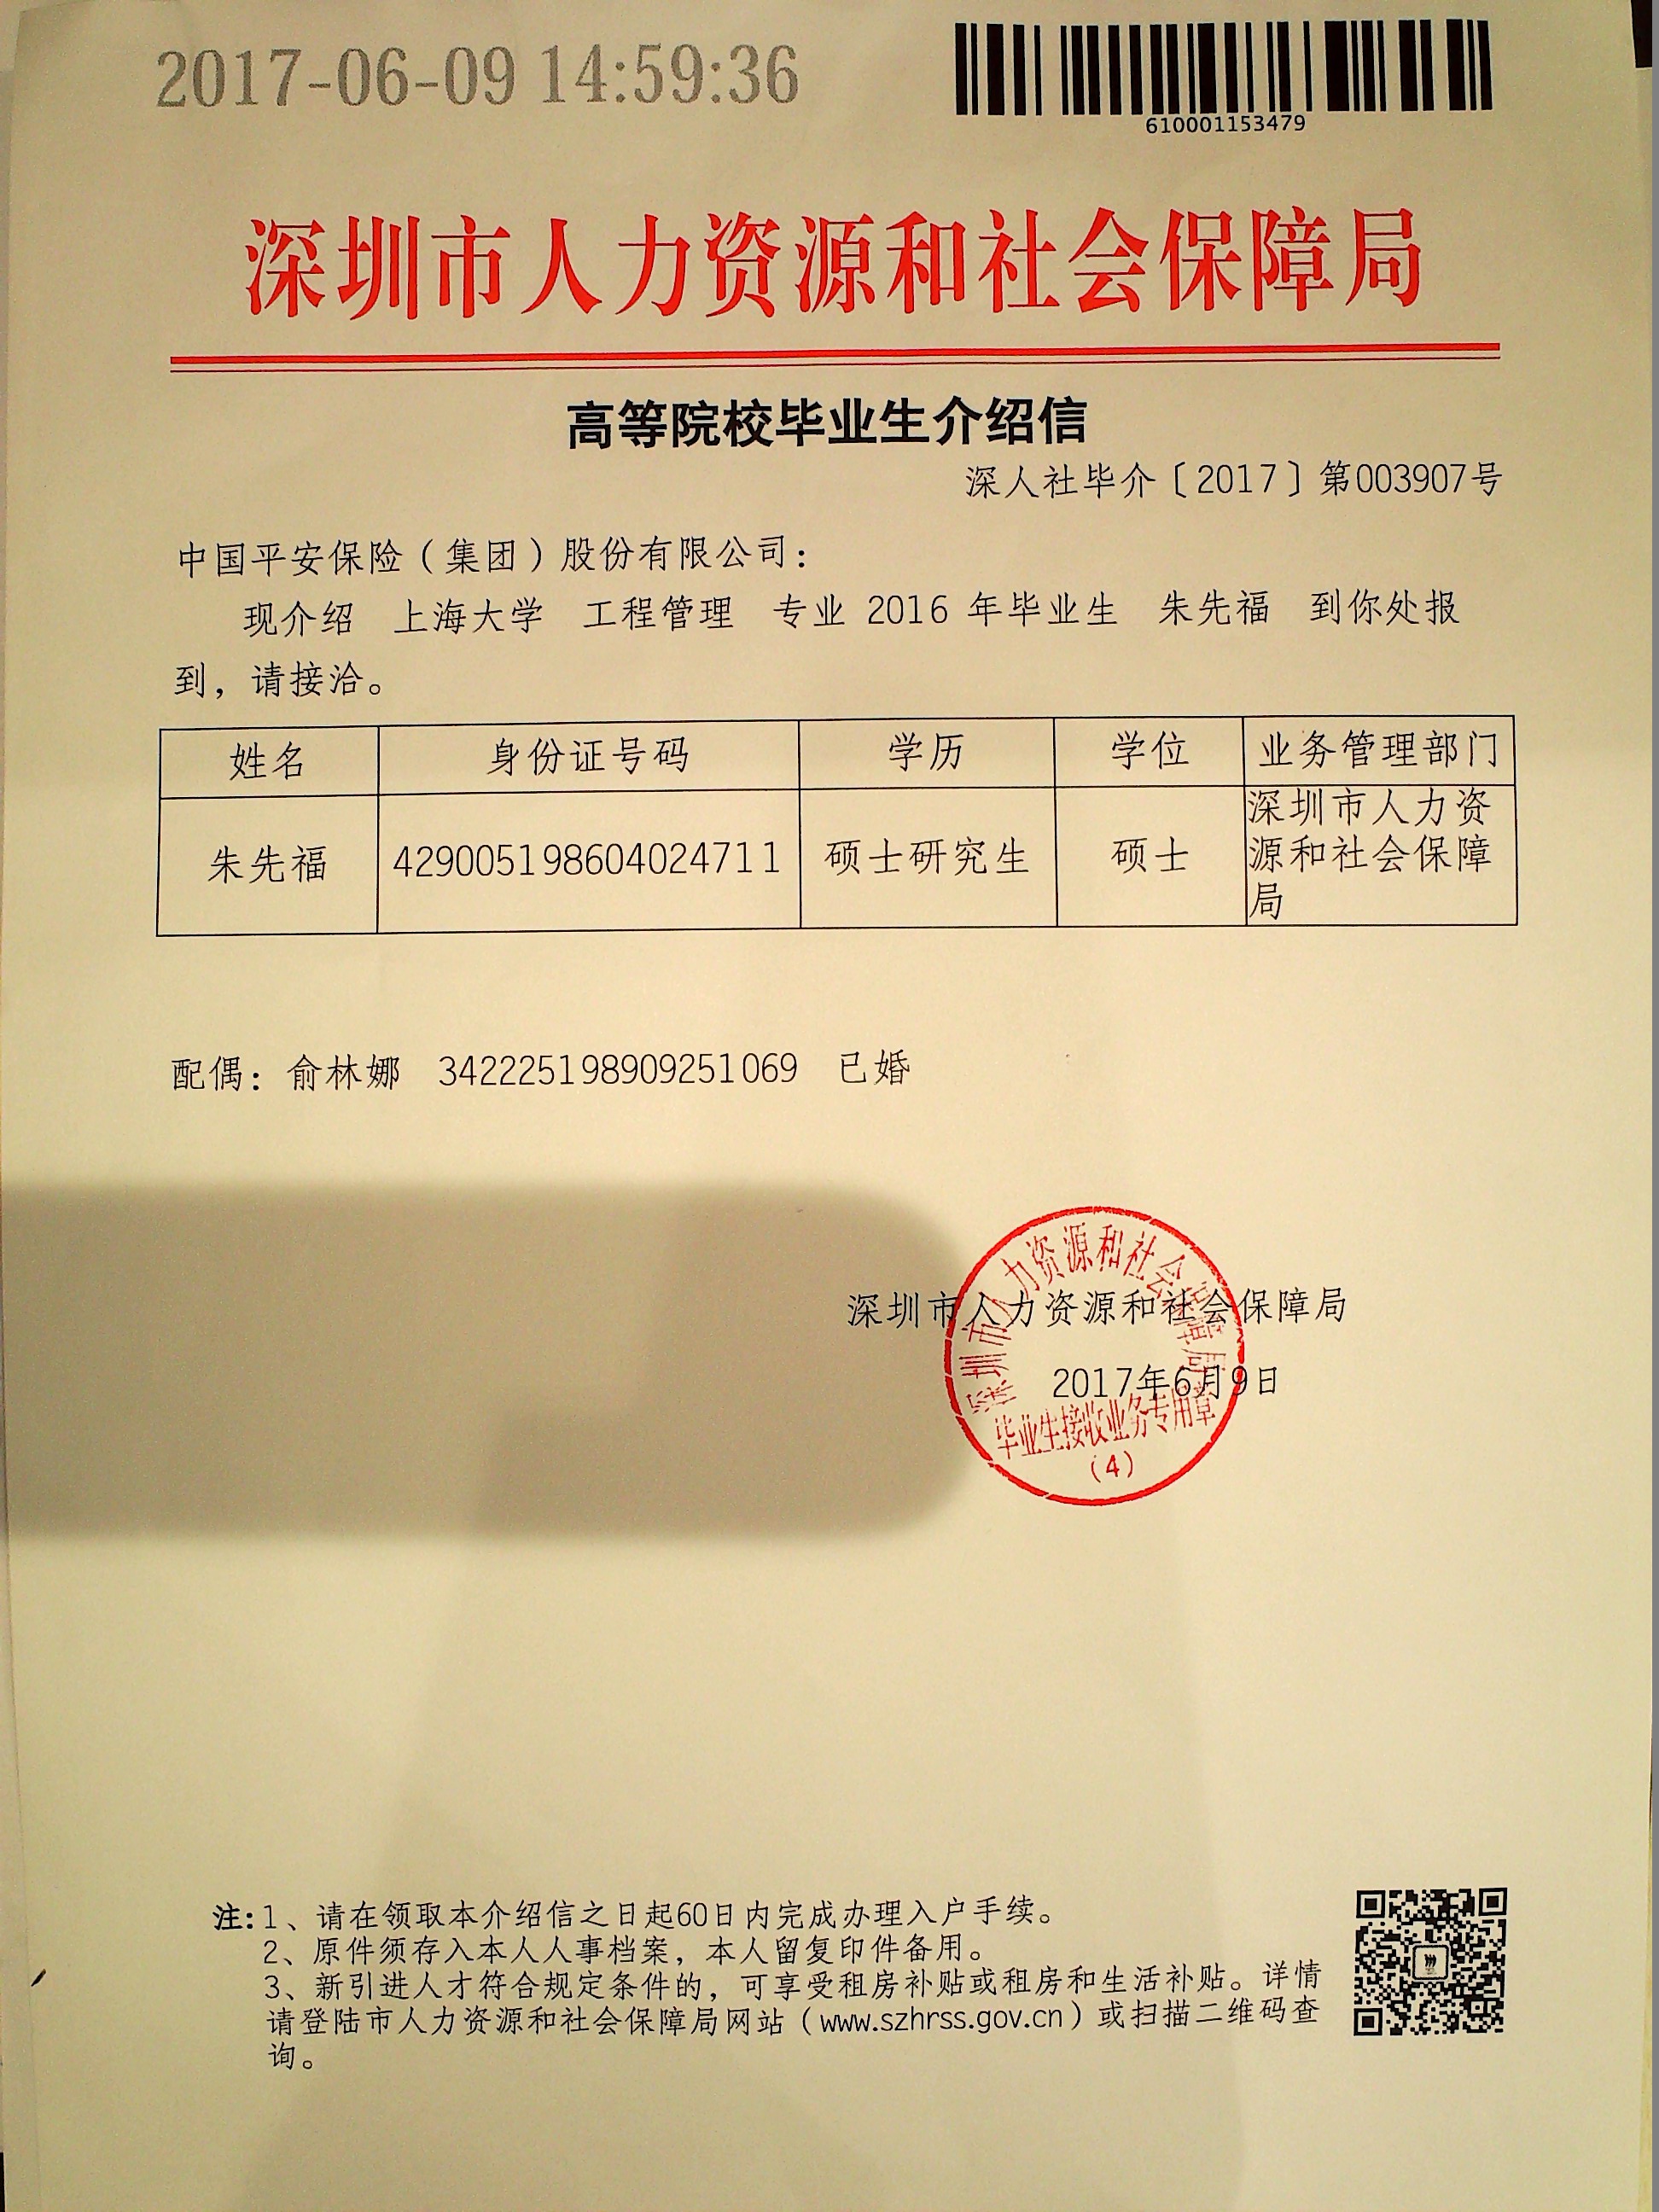 2017-06-09 14:59:36
610001153479
深圳市人力资源和社会保障局
高等院校毕业生介绍信
深人社毕介〔2017〕第003907号
中国平安保险（集团）股份有限公司：
现介绍 上海大学 工程管理 专业 2016 年毕业生 朱先福 到你处报
到，请接洽。
姓名 身份证号码 学历 学位 业务管理部门
朱先福 429005198604024711 硕士研究生 硕士 深圳市人力资
源和社会保障
局
配偶：俞林娜 342225198909251069 已婚
深圳市人力资源和社会保障局
深圳市人力资源和社会保障局
2017年6月9日
毕业生接收业务专用章
（4）
注：1、请在领取本介绍信之日起60日内完成办理入户手续。
2、原件须存入本人人事档案，本人留复印件备用。
3、新引进人才符合规定条件的，可享受租房补贴或租房和生活补贴。详情
请登陆市人力资源和社会保障局网站（www.szhrss.gov.cn）或扫描二维码查
询。